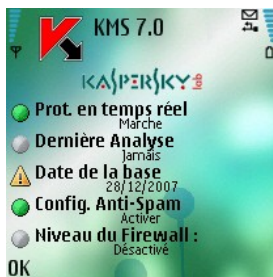 KMS 7.0
KASPERSKY lab
Prot. en temps réel
Marche
Dernière Analyse
Jamais
Date de la base
28/12/2007
Config. Anti-Spam
Activer
Niveau du Firewall :
Désactivé
OK